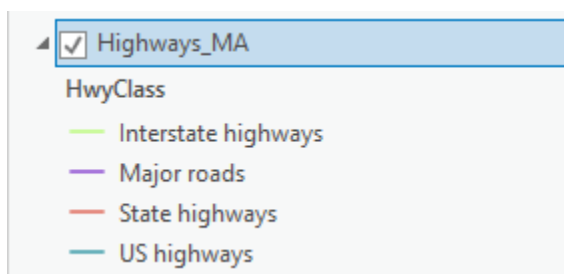 Highways_MA
HwyClass
Interstate highways
Major roads
State highways
US highways